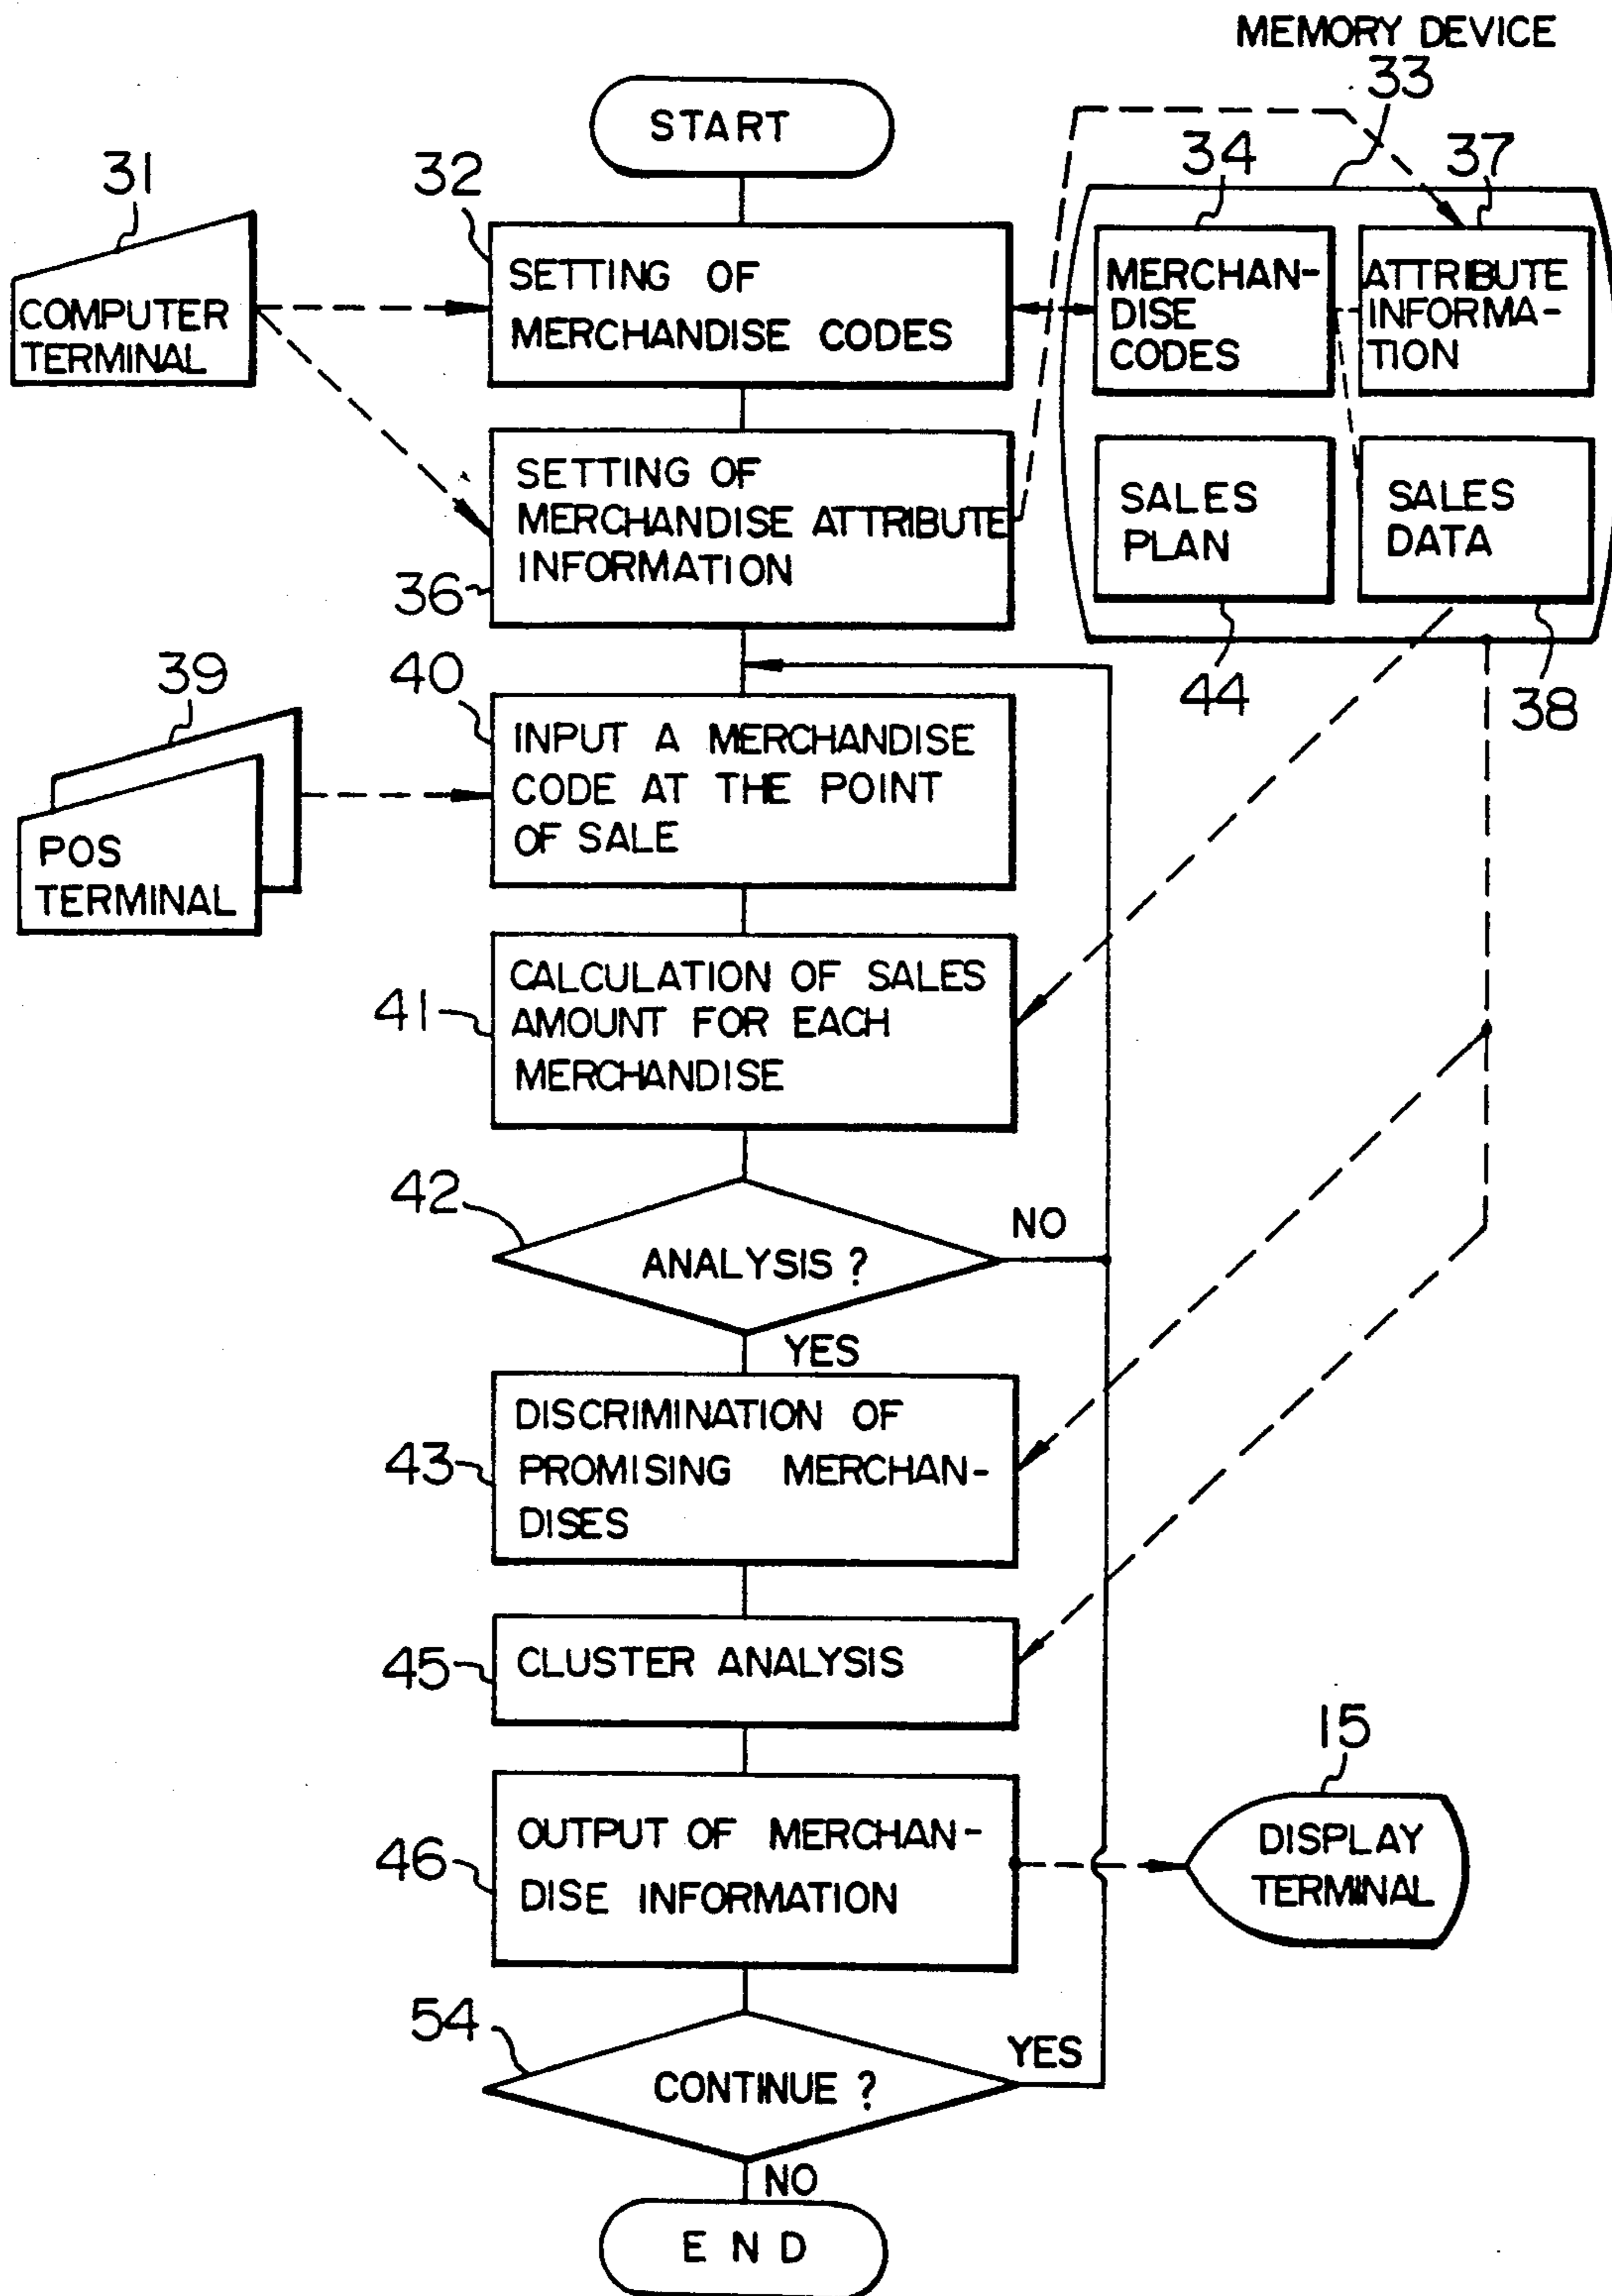 MEMORY DEVICE
33
START
31
32
34
37
COMPUTER
TERMINAL
SETTING OF
MERCHANDISE CODES
MERCHAN-
DISE
CODES
ATTRIBUTE
INFORMA-
TION
SETTING OF
MERCHANDISE ATTRIBUTE
INFORMATION
36
SALES
PLAN
SALES
DATA
44
38
39
40
POS
TERMINAL
INPUT A MERCHANDISE
CODE AT THE POINT
OF SALE
41
CALCULATION OF SALES
AMOUNT FOR EACH
MERCHANDISE
42
ANALYSIS ?
NO
YES
43
DISCRIMINATION OF
PROMISING MERCHAN-
DISES
45
CLUSTER ANALYSIS
15
46
OUTPUT OF MERCHAN-
DISE INFORMATION
DISPLAY
TERMINAL
54
CONTINUE ?
YES
NO
END